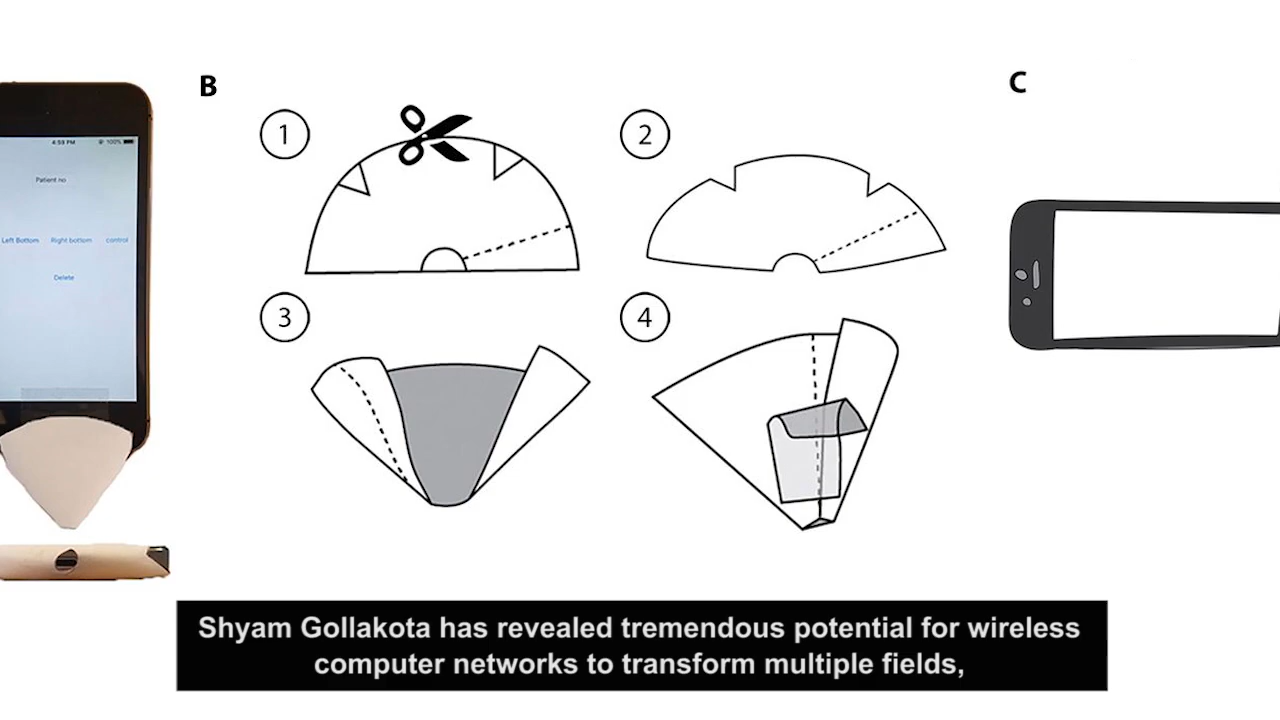 B
C
1
2
4:59 PM
100%
Patient no
Left Bottom
Right bottom
control
Delete
3
4
Shyam Gollakota has revealed tremendous potential for wireless
computer networks to transform multiple fields,